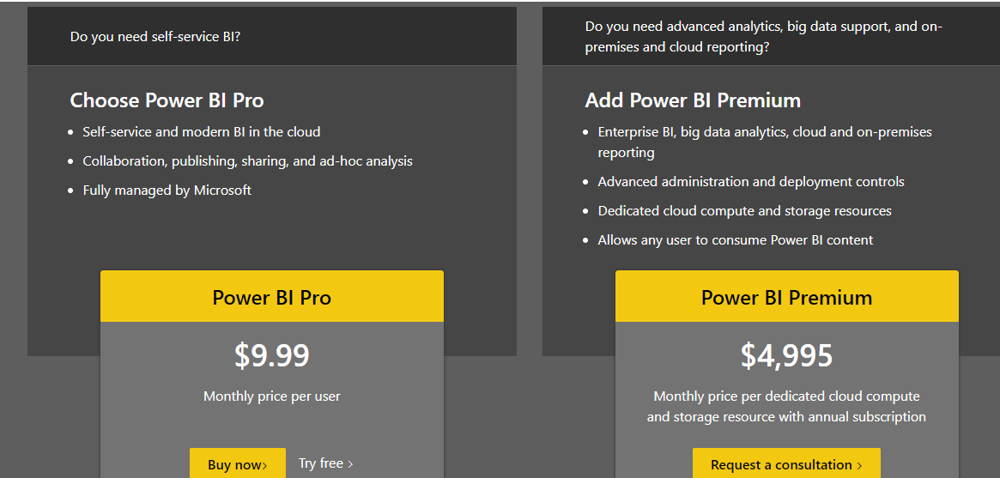 Do you need self-service BI?
Choose Power BI Pro
Self-service and modern BI in the cloud
Collaboration, publishing, sharing, and ad-hoc analysis
Fully managed by Microsoft
Power BI Pro
$9.99
Monthly price per user
Buy now›
Try free ›
Do you need advanced analytics, big data support, and on-
premises and cloud reporting?
Add Power BI Premium
Enterprise BI, big data analytics, cloud and on-premises
reporting
Advanced administration and deployment controls
Dedicated cloud compute and storage resources
Allows any user to consume Power BI content
Power BI Premium
$4,995
Monthly price per dedicated cloud compute
and storage resource with annual subscription
Request a consultation ›